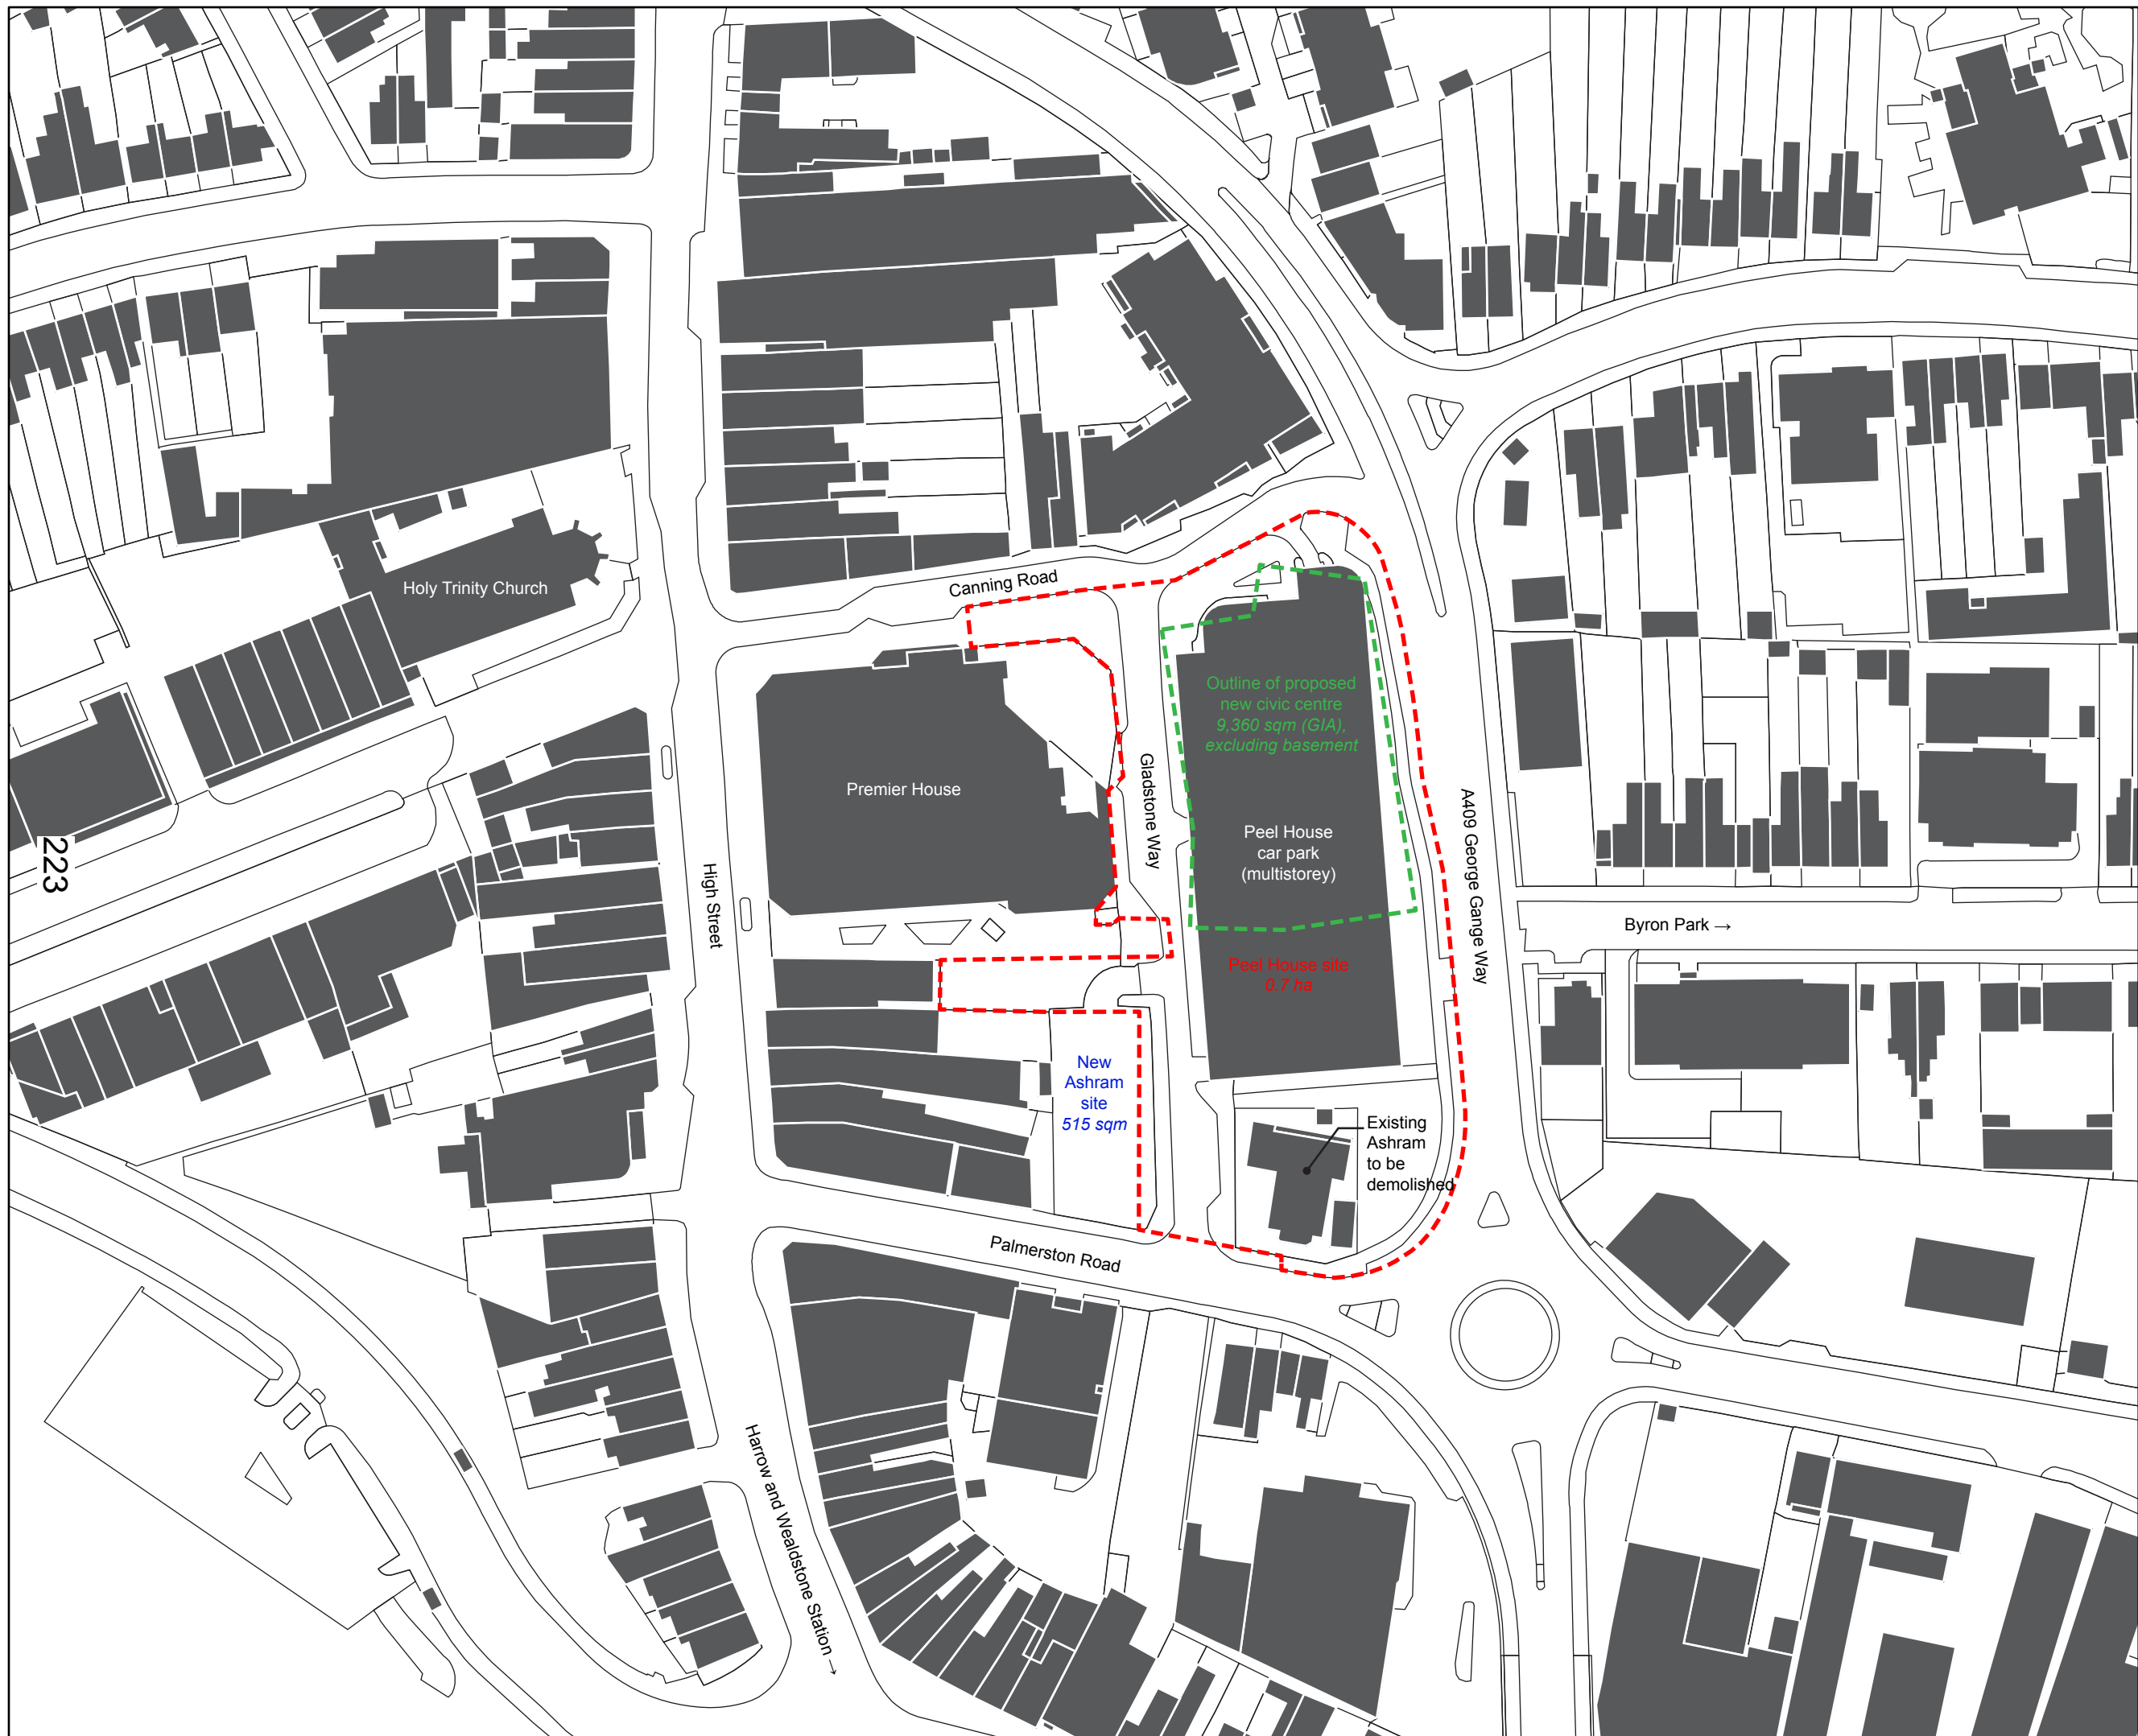 Canning Road
Holy Trinity Church
Outline of proposed
new civic centre
9,360 sqm (GIA),
excluding basement
Premier House
Gladstone Way
Peel House
car park
(multistorey)
A409 George Gange Way
223
High Street
Byron Park →
Peel House site
0.7 ha
New
Ashram
site
515 sqm
Existing
Ashram
to be
demolished
Palmerston Road
Harrow and Wealdstone Station →